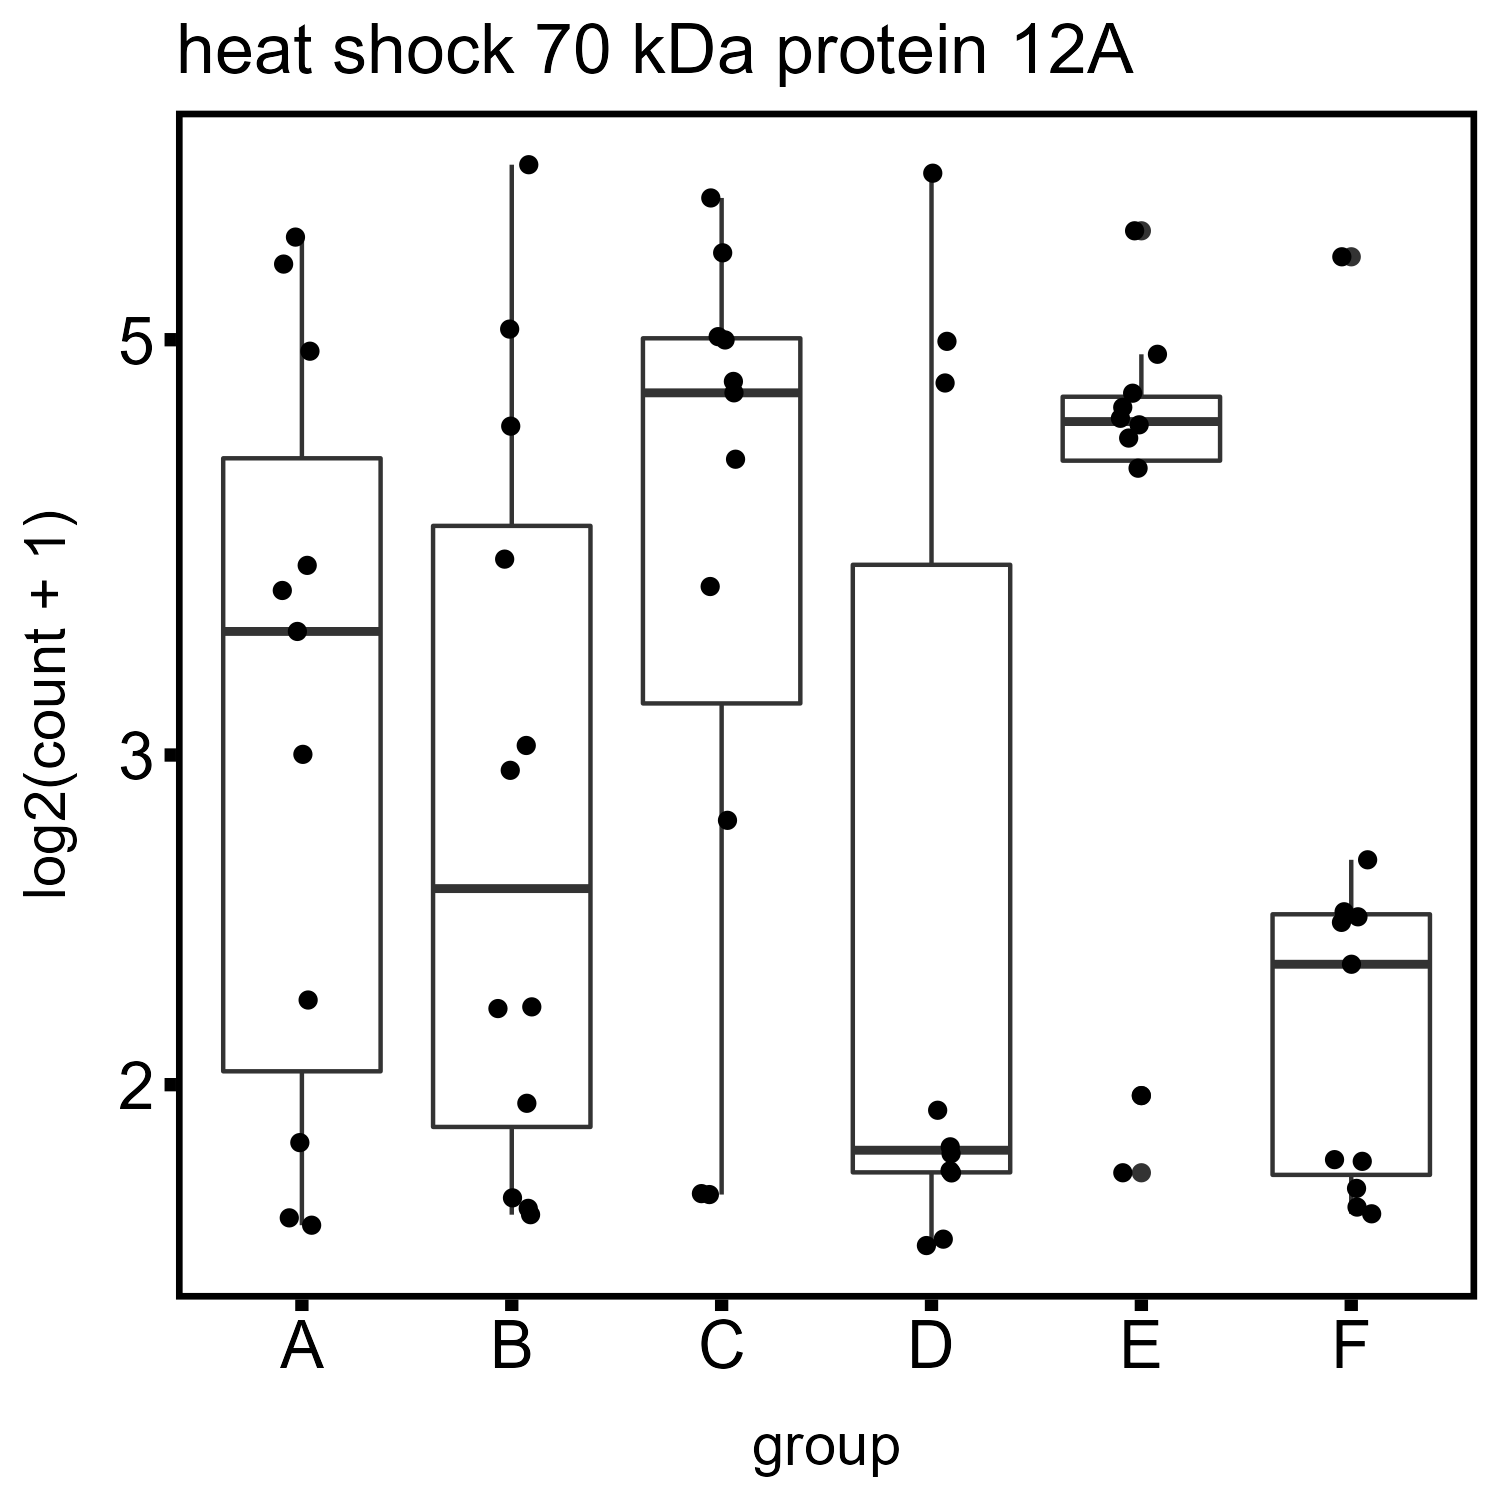 heat shock 70 kDa protein 12A
log2(count + 1)
5
3
2
A B C D E F
group